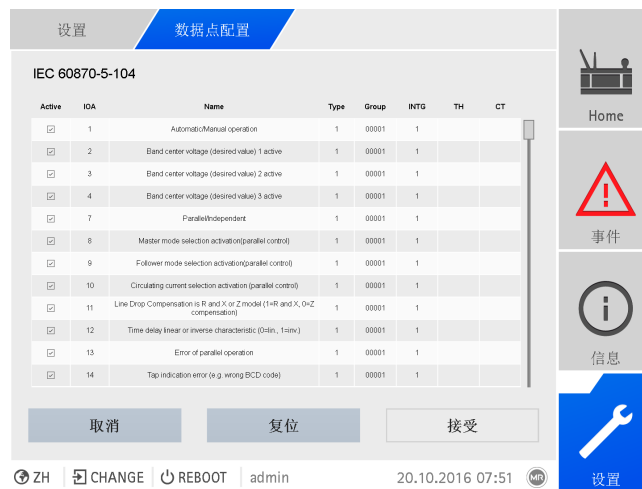 设置
数据点配置
IEC 60870-5-104
Active IOA Name Type Group INTG TH CT
1 Automatic/Manual operation 1 00001 1
2 Band center voltage (desired value) 1 active 1 00001 1
3 Band center voltage (desired value) 2 active 1 00001 1
4 Band center voltage (desired value) 3 active 1 00001 1
7 Parallel/Independent 1 00001 1
8 Master mode selection activation(parallel control) 1 00001 1
9 Follower mode selection activation(parallel control) 1 00001 1
10 Circulating current selection activation (parallel control) 1 00001 1
11 Line Drop Compensation is R and X or Z model (1=R and X, 0=Z
compensation) 1 00001 1
12 Time delay linear or inverse characteristic (0=lin., 1=inv.) 1 00001 1
13 Error of parallel operation 1 00001 1
14 Tap indication error (e.g. wrong BCD code) 1 00001 1
取消
复位
接受
ZH CHANGE REBOOT admin 20.10.2016 07:51 MR
Home
事件
信息
设置